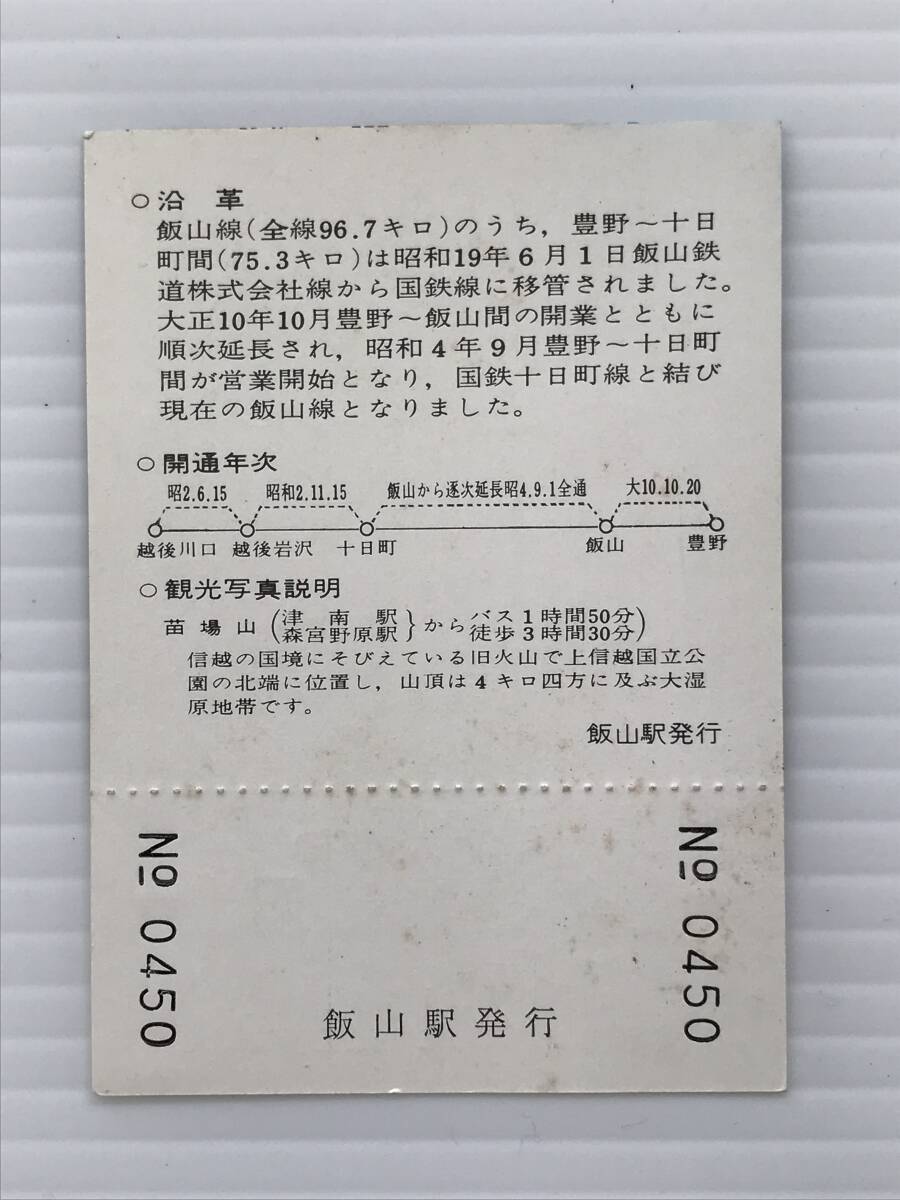 ○沿革
飯山線(全線96.7キロ)のうち，豊野～十日
町間(75.3キロ)は昭和19年6月1日飯山鉄
道株式会社線から国鉄線に移管されました。
大正10年10月豊野～飯山間の開業とともに
順次延長され，昭和4年9月豊野～十日町
間が営業開始となり，国鉄十日町線と結び
現在の飯山線となりました。
○開通年次
昭2.6.15 昭和2.11.15 飯山から逐次延長昭4.9.1全通 大10.10.20
越後川口 越後岩沢 十日町 飯山 豊野
○観光写真説明
苗場山(津南駅 森宮野原駅}からバス1時間50分 徒歩3時間30分)
信越の国境にそびえている旧火山で上信越国立公
園の北端に位置し，山頂は4キロ四方に及ぶ大湿
原地帯です。
飯山駅発行
No 0450
No 0450
飯山駅発行